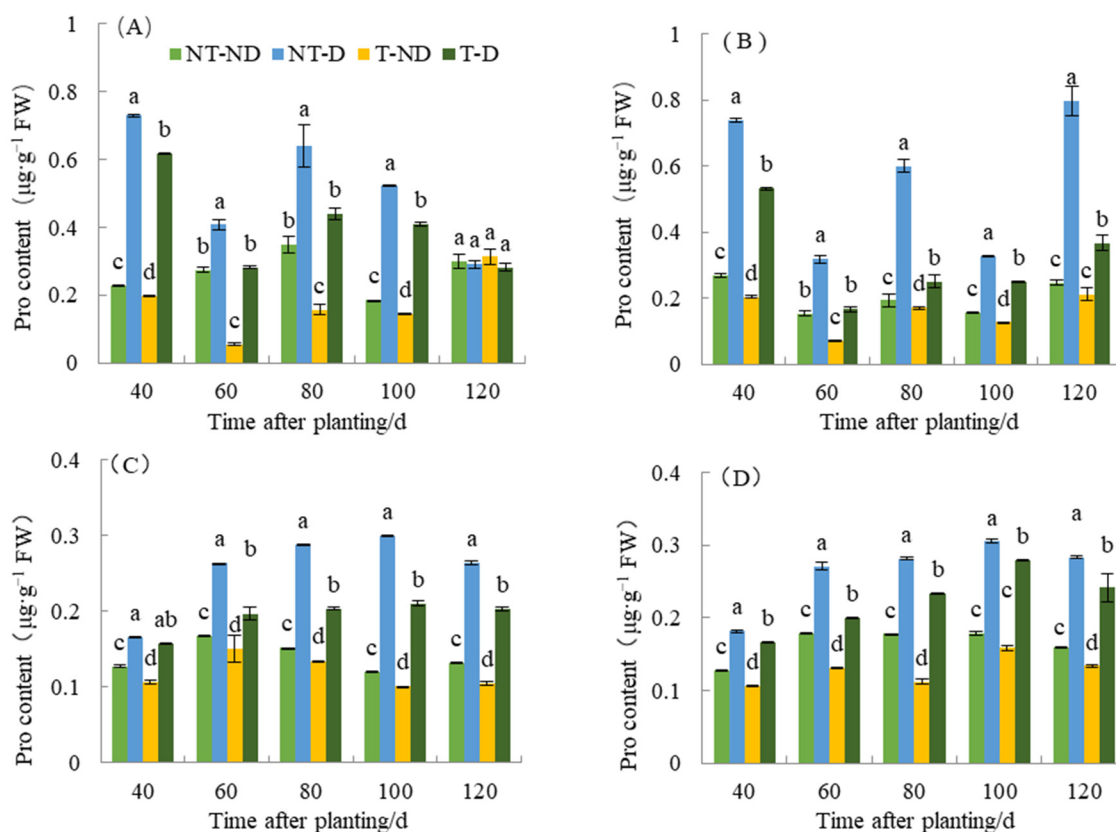 (A)
NT-ND NT-D T-ND T-D
Pro content (µg·g⁻¹ FW)
1
0.8
0.6
0.4
0.2
0
c a d b
b a c b
b a c b
c a d b
a a a a
40 60 80 100 120
Time after planting/d
(B)
Pro content (µg·g⁻¹ FW)
1
0.8
0.6
0.4
0.2
0
c a d b
b a c b
c a d b
c a d b
c a c b
40 60 80 100 120
Time after planting/d
(C)
Pro content (µg·g⁻¹ FW)
0.4
0.3
0.2
0.1
0
c a d ab
c a d b
c a d b
c a d b
c a d b
40 60 80 100 120
Time after planting/d
(D)
Pro content (µg·g⁻¹ FW)
0.4
0.3
0.2
0.1
0
c a d b
c a d b
c a d b
c a c b
c a d b
40 60 80 100 120
Time after planting/d